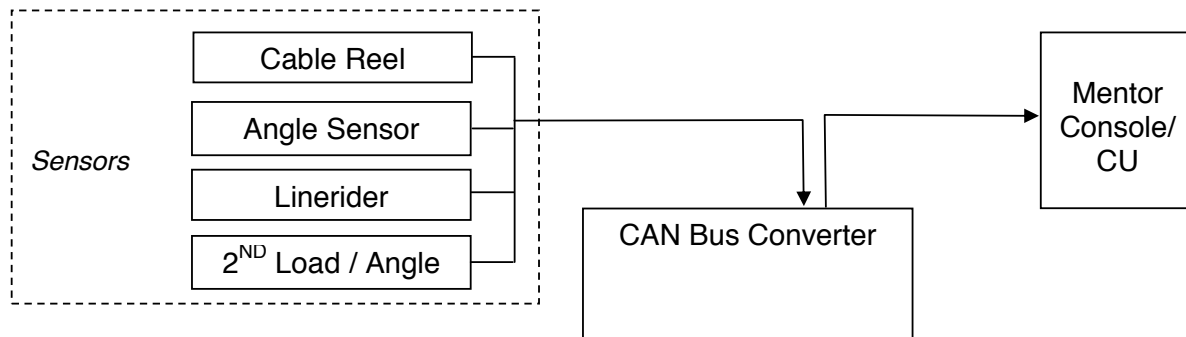 Cable Reel
Angle Sensor
Sensors
Linerider
2ND Load / Angle
CAN Bus Converter
Mentor
Console/
CU